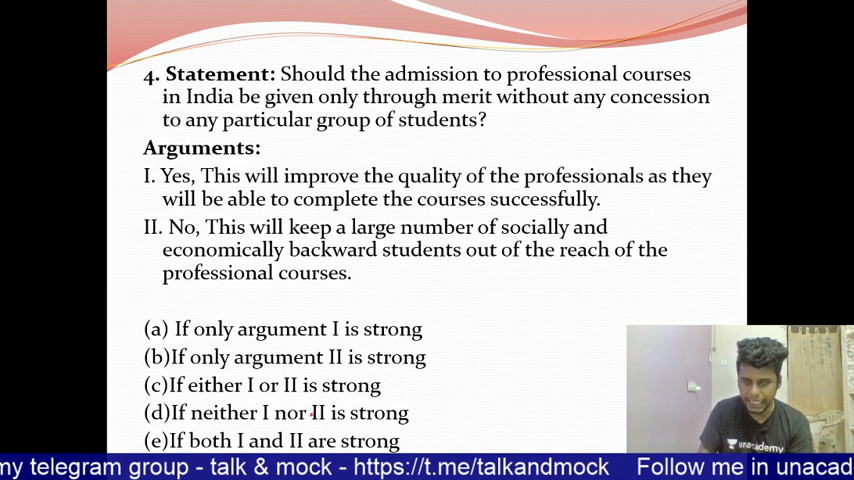 4. Statement: Should the admission to professional courses
in India be given only through merit without any concession
to any particular group of students?
Arguments:
I. Yes, This will improve the quality of the professionals as they
will be able to complete the courses successfully.
II. No, This will keep a large number of socially and
economically backward students out of the reach of the
professional courses.
(a) If only argument I is strong
(b)If only argument II is strong
(c)If either I or II is strong
(d)If neither I nor II is strong
(e)If both I and II are strong
unacademy
my telegram group - talk & mock - https://t.me/talkandmock Follow me in unacad